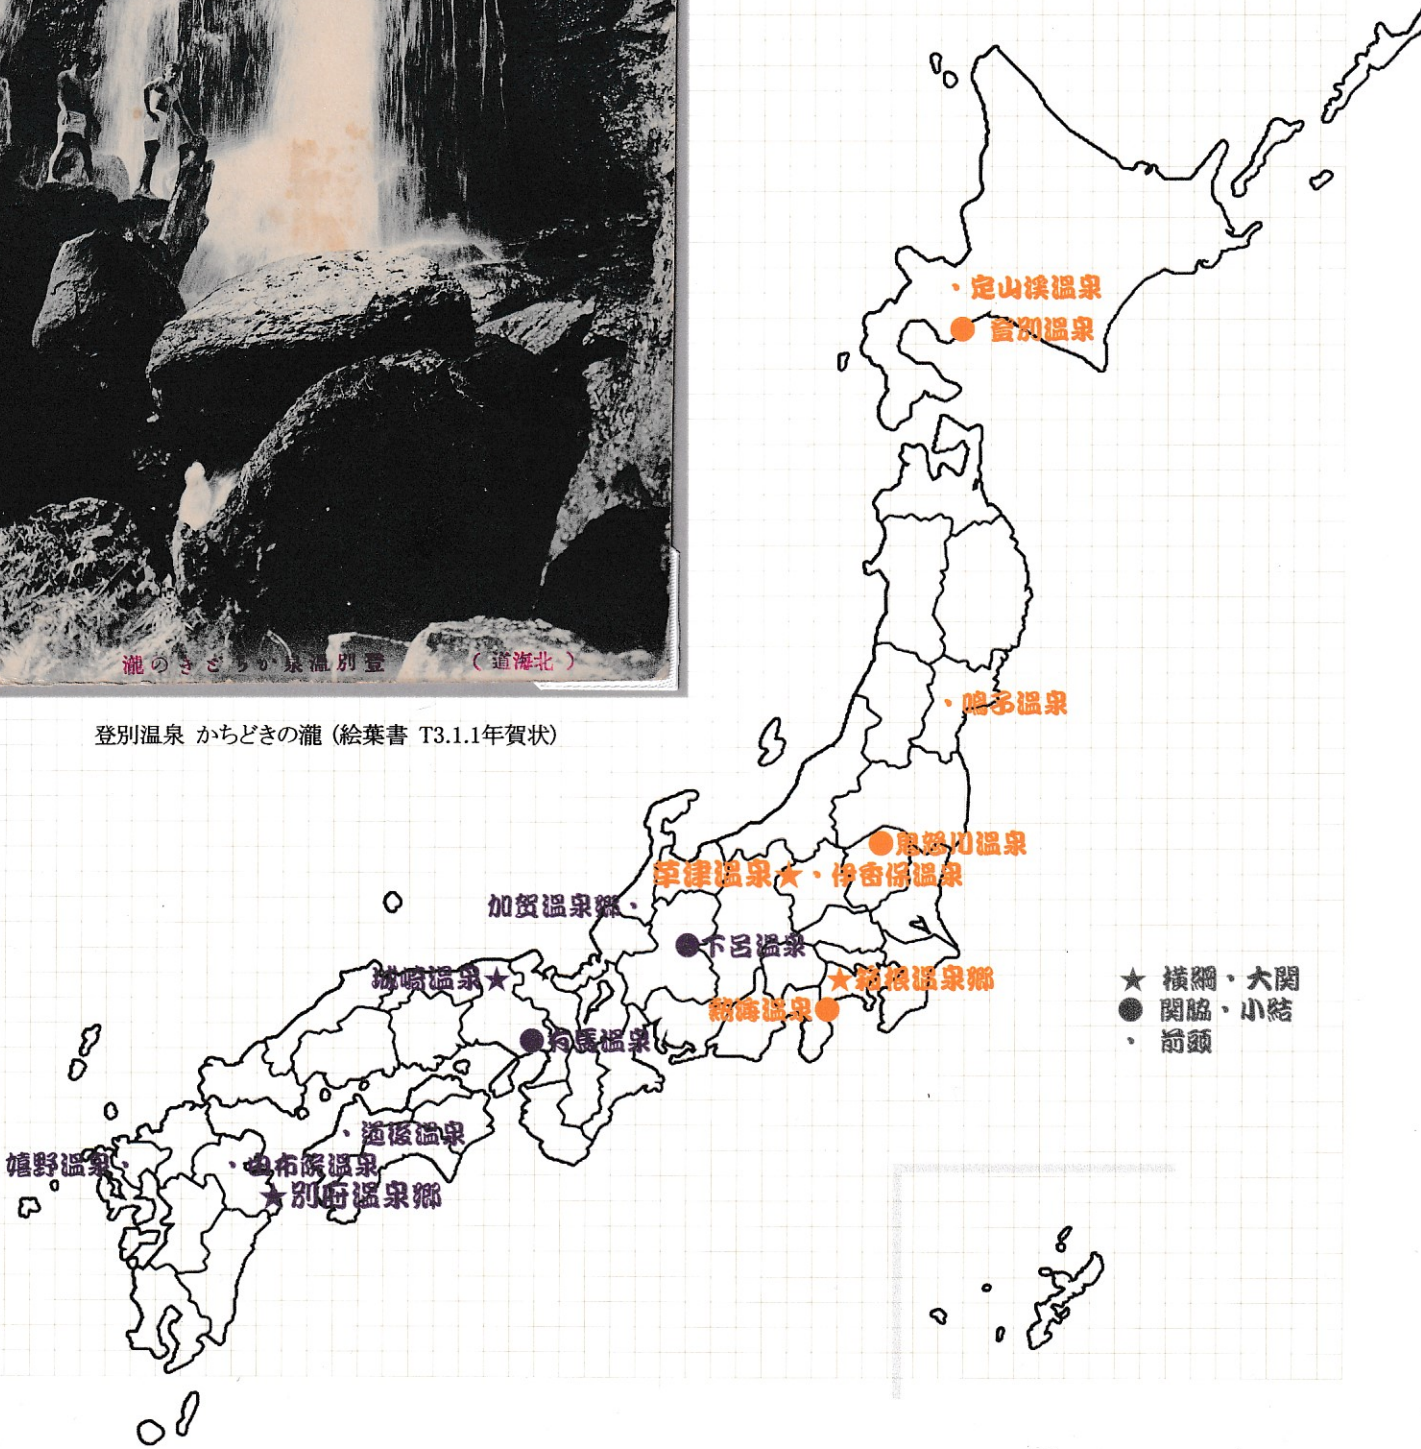 登別温泉かちどきの瀧
(北海道)
登別温泉 かちどきの瀧 (絵葉書 T3.1.1年賀状)
・定山渓温泉
● 登別温泉
・鳴子温泉
●鬼怒川温泉
草津温泉★
・伊香保温泉
加賀温泉郷・
●下呂温泉
城崎温泉★
★箱根温泉郷
熱海温泉●
●有馬温泉
★ 横綱・大関
● 関脇・小結
・ 前頭
・道後温泉
嬉野温泉・
・由布院温泉
★別府温泉郷